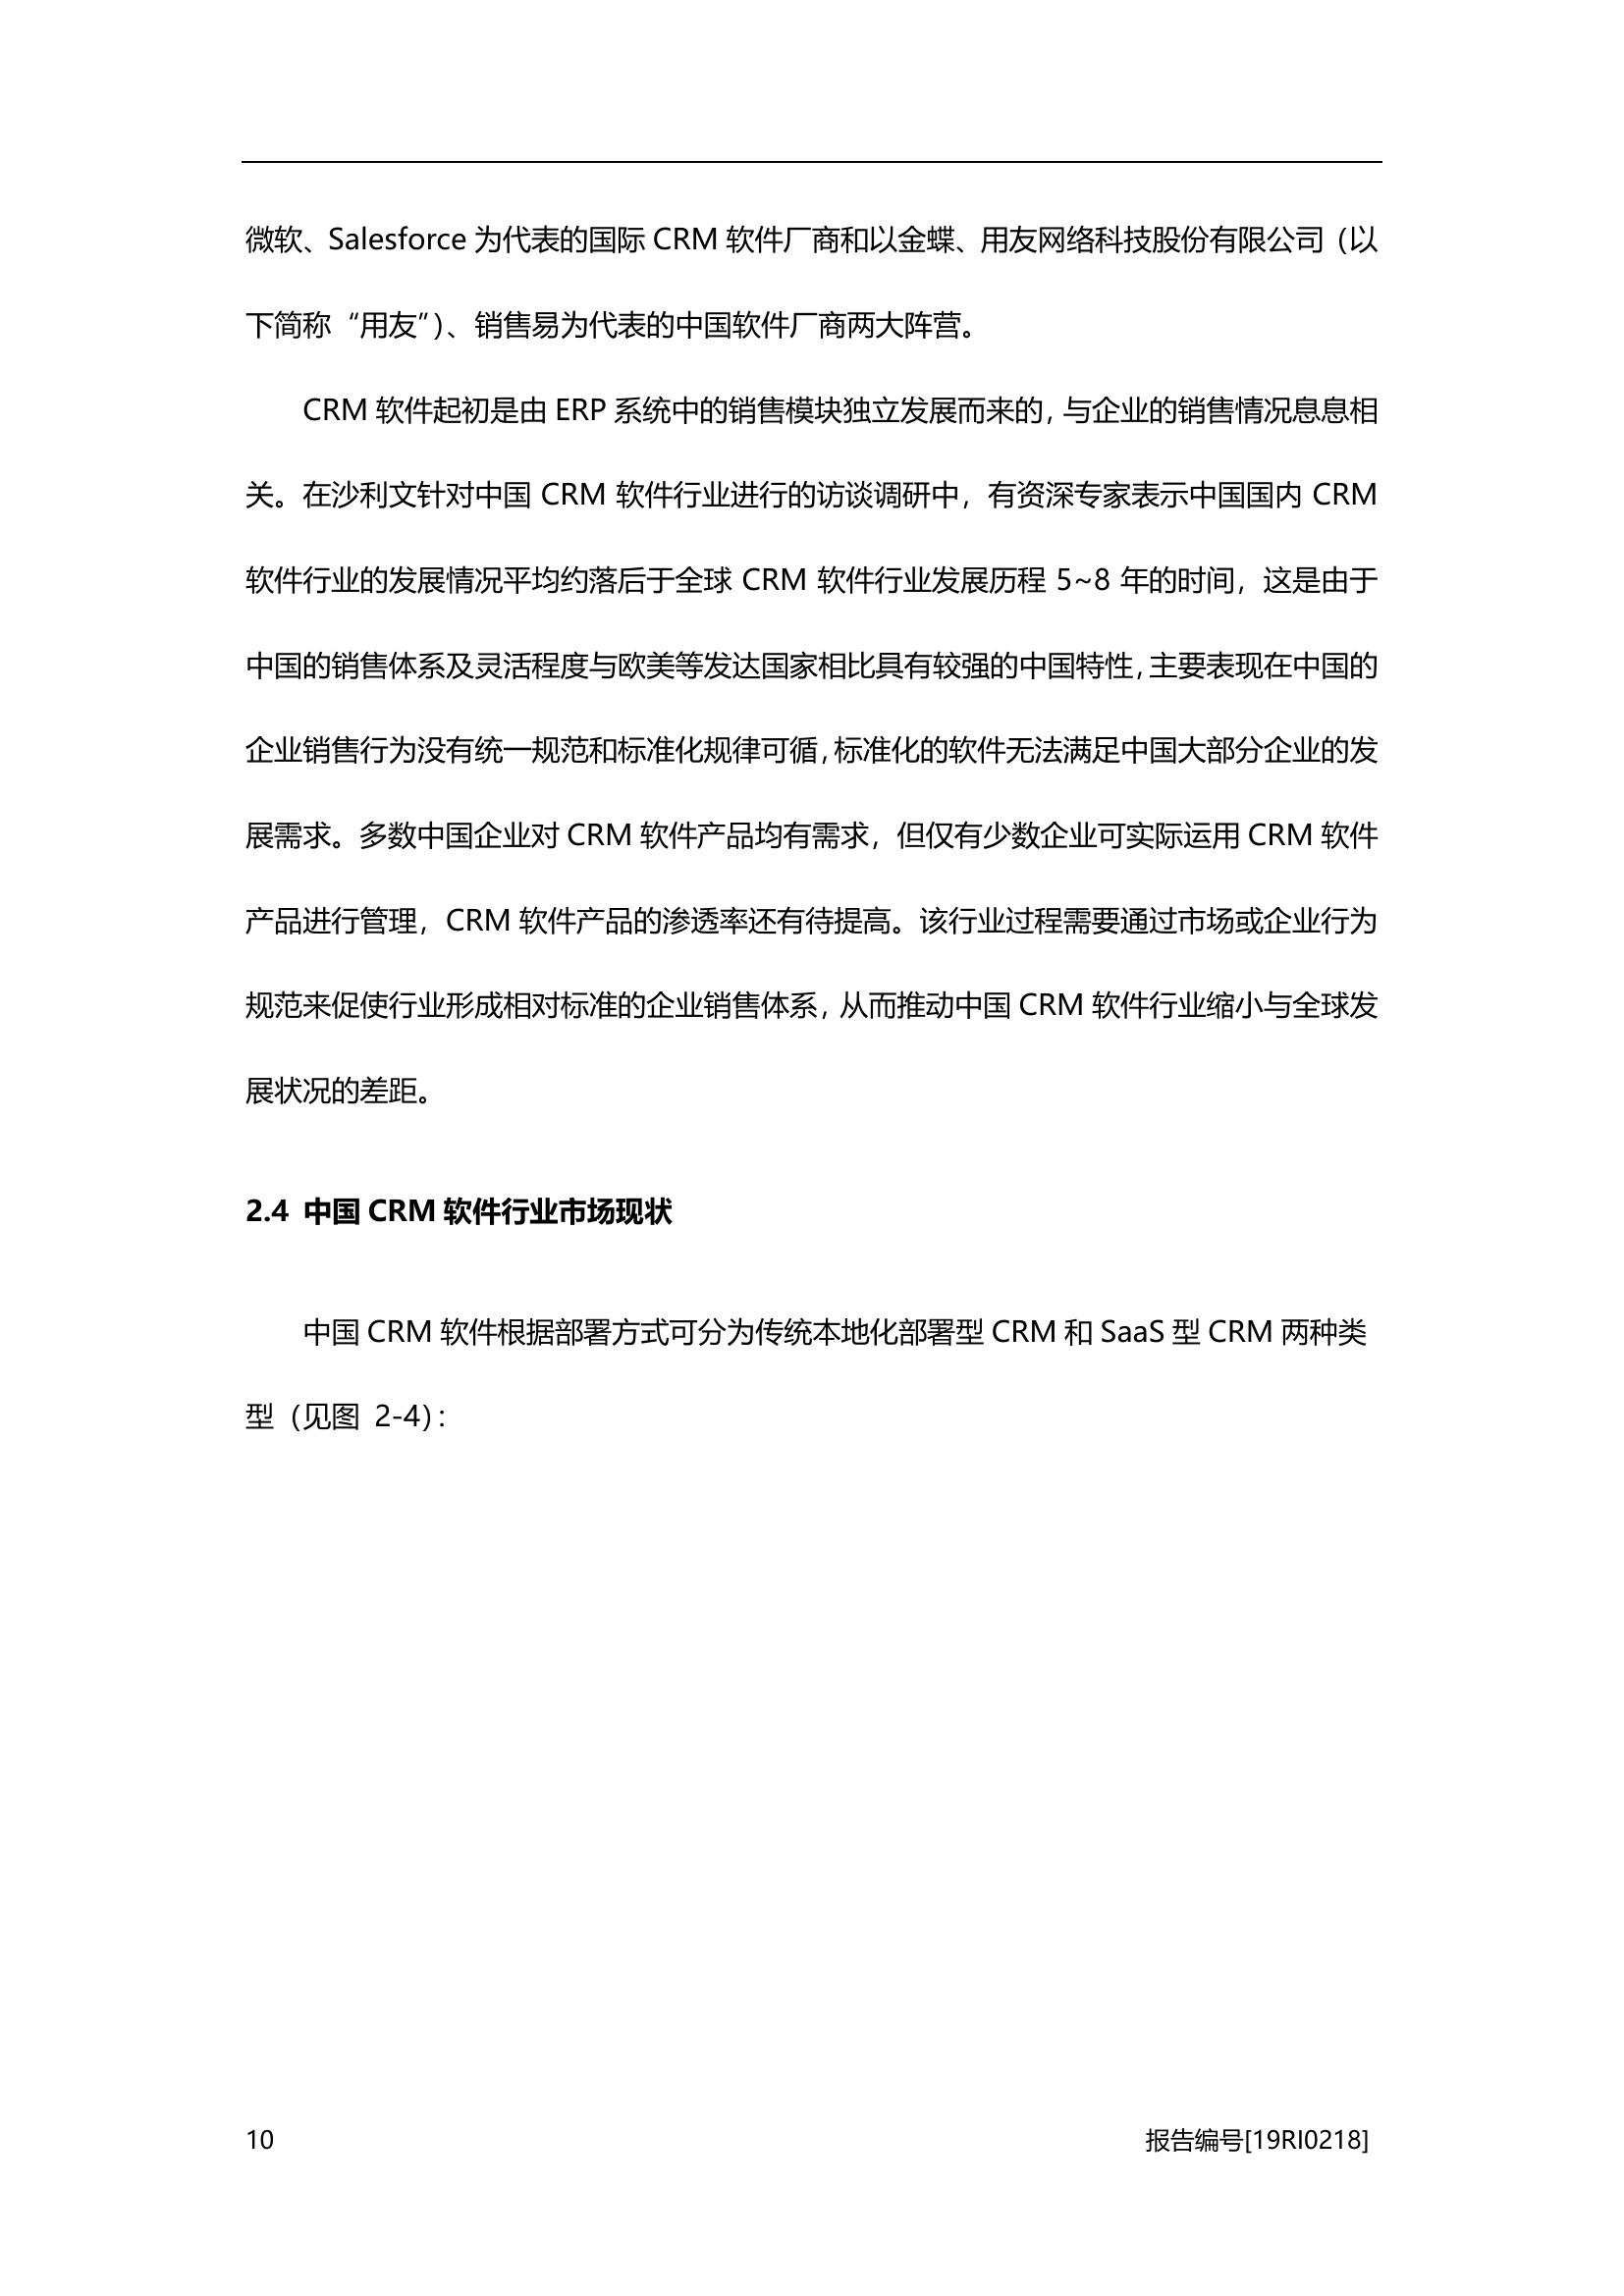 微软、Salesforce 为代表的国际 CRM 软件厂商和以金蝶、用友网络科技股份有限公司（以
下简称“用友”）、销售易为代表的中国软件厂商两大阵营。
CRM 软件起初是由 ERP 系统中的销售模块独立发展而来的，与企业的销售情况息息相
关。在沙利文针对中国 CRM 软件行业进行的访谈调研中，有资深专家表示中国国内 CRM
软件行业的发展情况平均约落后于全球 CRM 软件行业发展历程 5~8 年的时间，这是由于
中国的销售体系及灵活程度与欧美等发达国家相比具有较强的中国特性，主要表现在中国的
企业销售行为没有统一规范和标准化规律可循，标准化的软件无法满足中国大部分企业的发
展需求。多数中国企业对 CRM 软件产品均有需求，但仅有少数企业可实际运用 CRM 软件
产品进行管理，CRM 软件产品的渗透率还有待提高。该行业过程需要通过市场或企业行为
规范来促使行业形成相对标准的企业销售体系，从而推动中国 CRM 软件行业缩小与全球发
展状况的差距。
2.4 中国 CRM 软件行业市场现状
中国 CRM 软件根据部署方式可分为传统本地化部署型 CRM 和 SaaS 型 CRM 两种类
型（见图 2-4）：
10 报告编号[19RI0218]